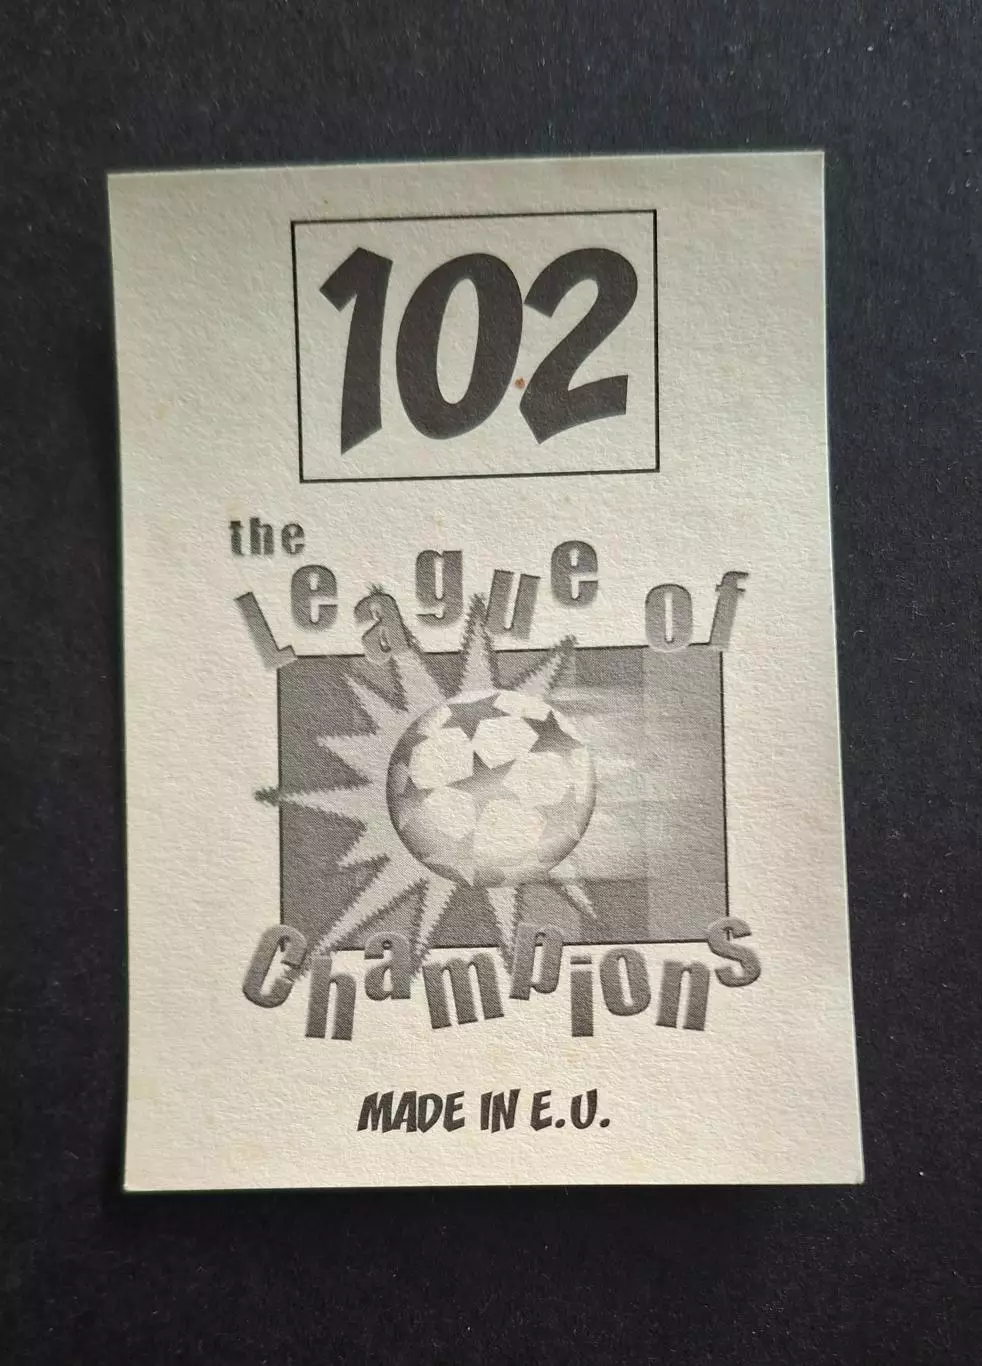 102
the
League of
Champions
MADE IN E.U.